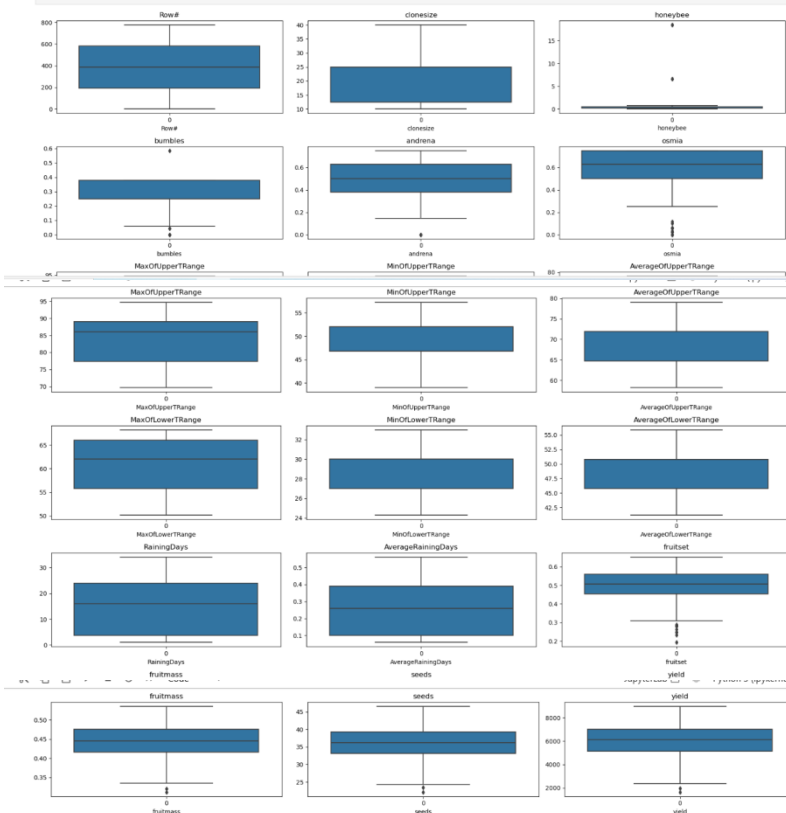 Row# clonesize honeybee
800 40
600 35 15
30
400 25 10
20
200 5
15
0 10 0
0 0 0
Row# clonesize honeybee
bumbles andrena osmia
0.6
0.5 0.6 0.6
0.4
0.3 0.4 0.4
0.2 0.2 0.2
0.1
0.0 0.0 0.0
0 0 0
bumbles andrena osmia
MaxOfUpperTRange MinOfUpperTRange AverageOfUpperTRange
95 80
MaxOfUpperTRange MinOfUpperTRange AverageOfUpperTRange
95 80
90 55 75
85 50 70
80 45 65
75
70 40 60
0 0 0
MaxOfUpperTRange MinOfUpperTRange AverageOfUpperTRange
MaxOfLowerTRange MinOfLowerTRange AverageOfLowerTRange
65 32 55.0
52.5
60 30 50.0
28 47.5
55 26 45.0
42.5
50 24
0 0 0
MaxOfLowerTRange MinOfLowerTRange AverageOfLowerTRange
RainingDays AverageRainingDays fruitset
30 0.5 0.6
20 0.4 0.5
0.3 0.4
10 0.2 0.3
0 0.1 0.2
0 0 0
RainingDays AverageRainingDays fruitset
fruitmass seeds yield
Code
fruitmass seeds yield
45 8000
0.50 40
0.45 35 6000
0.40 30 4000
0.35 25 2000
0 0 0
fruitmass seeds yield